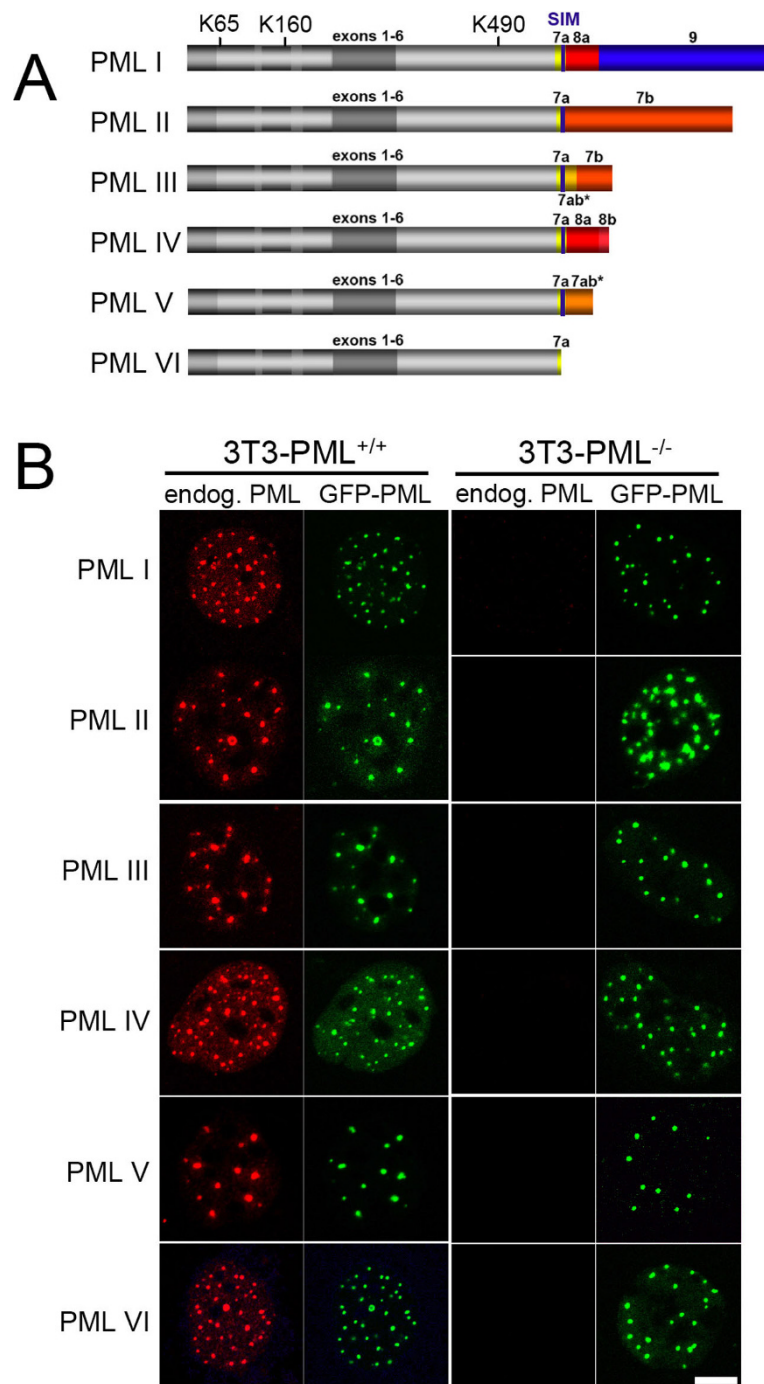 A
K65 K160 K490 SIM
exons 1-6 7a 8a 9
PML I
exons 1-6 7a 7b
PML II
exons 1-6 7a 7b
PML III
7ab*
exons 1-6 7a 8a 8b
PML IV
exons 1-6 7a 7ab*
PML V
exons 1-6 7a
PML VI
B
3T3-PML+/+ 3T3-PML-/-
endog. PML GFP-PML endog. PML GFP-PML
PML I
PML II
PML III
PML IV
PML V
PML VI